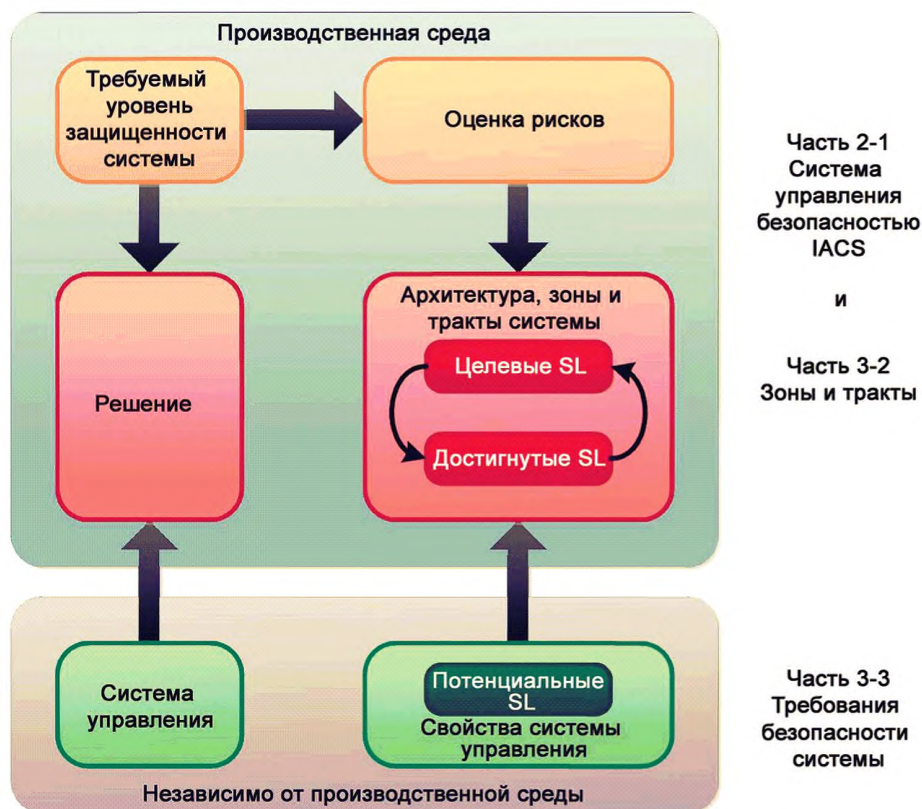 Производственная среда
Требуемый
уровень
защищенности
системы
Оценка рисков
Решение
Архитектура, зоны и
тракты системы
Целевые SL
Достигнутые SL
Часть 2-1
Система
управления
безопасностью
IACS
и
Часть 3-2
Зоны и тракты
Система
управления
Потенциальные
SL
Свойства системы
управления
Независимо от производственной среды
Часть 3-3
Требования
безопасности
системы